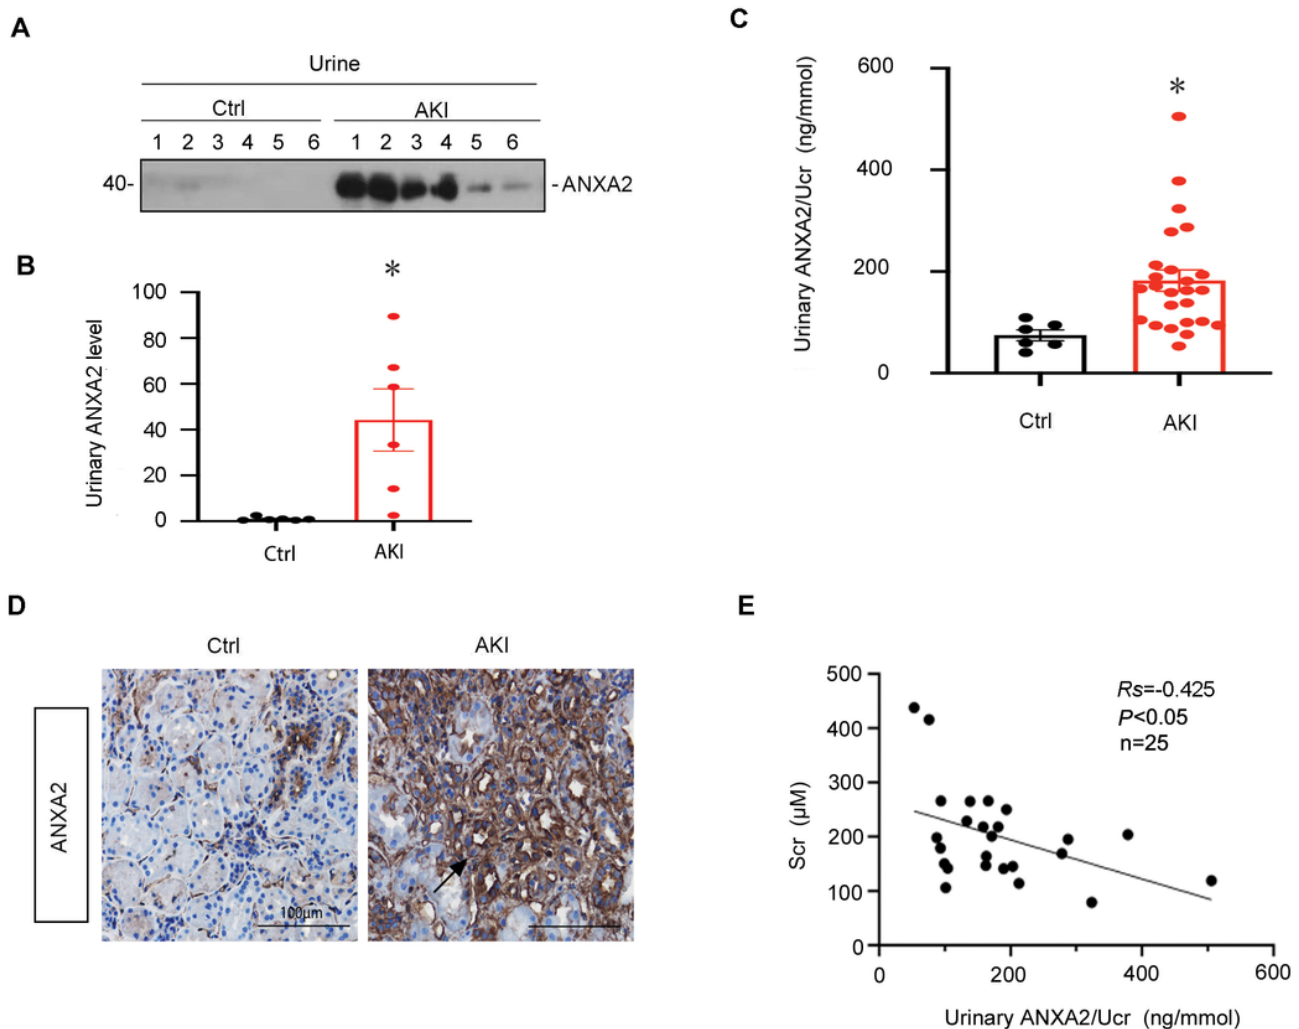 A
Urine
Ctrl AKI
1 2 3 4 5 6 1 2 3 4 5 6
40- -ANXA2
B
*
Urinary ANXA2 level
100
80
60
40
20
0
Ctrl AKI
C
*
Urinary ANXA2/Ucr (ng/mmol)
600
400
200
0
Ctrl AKI
D
Ctrl AKI
ANXA2
100μm
E
Rs=-0.425
P<0.05
n=25
Scr (μM)
500
400
300
200
100
0
0 200 400 600
Urinary ANXA2/Ucr (ng/mmol)